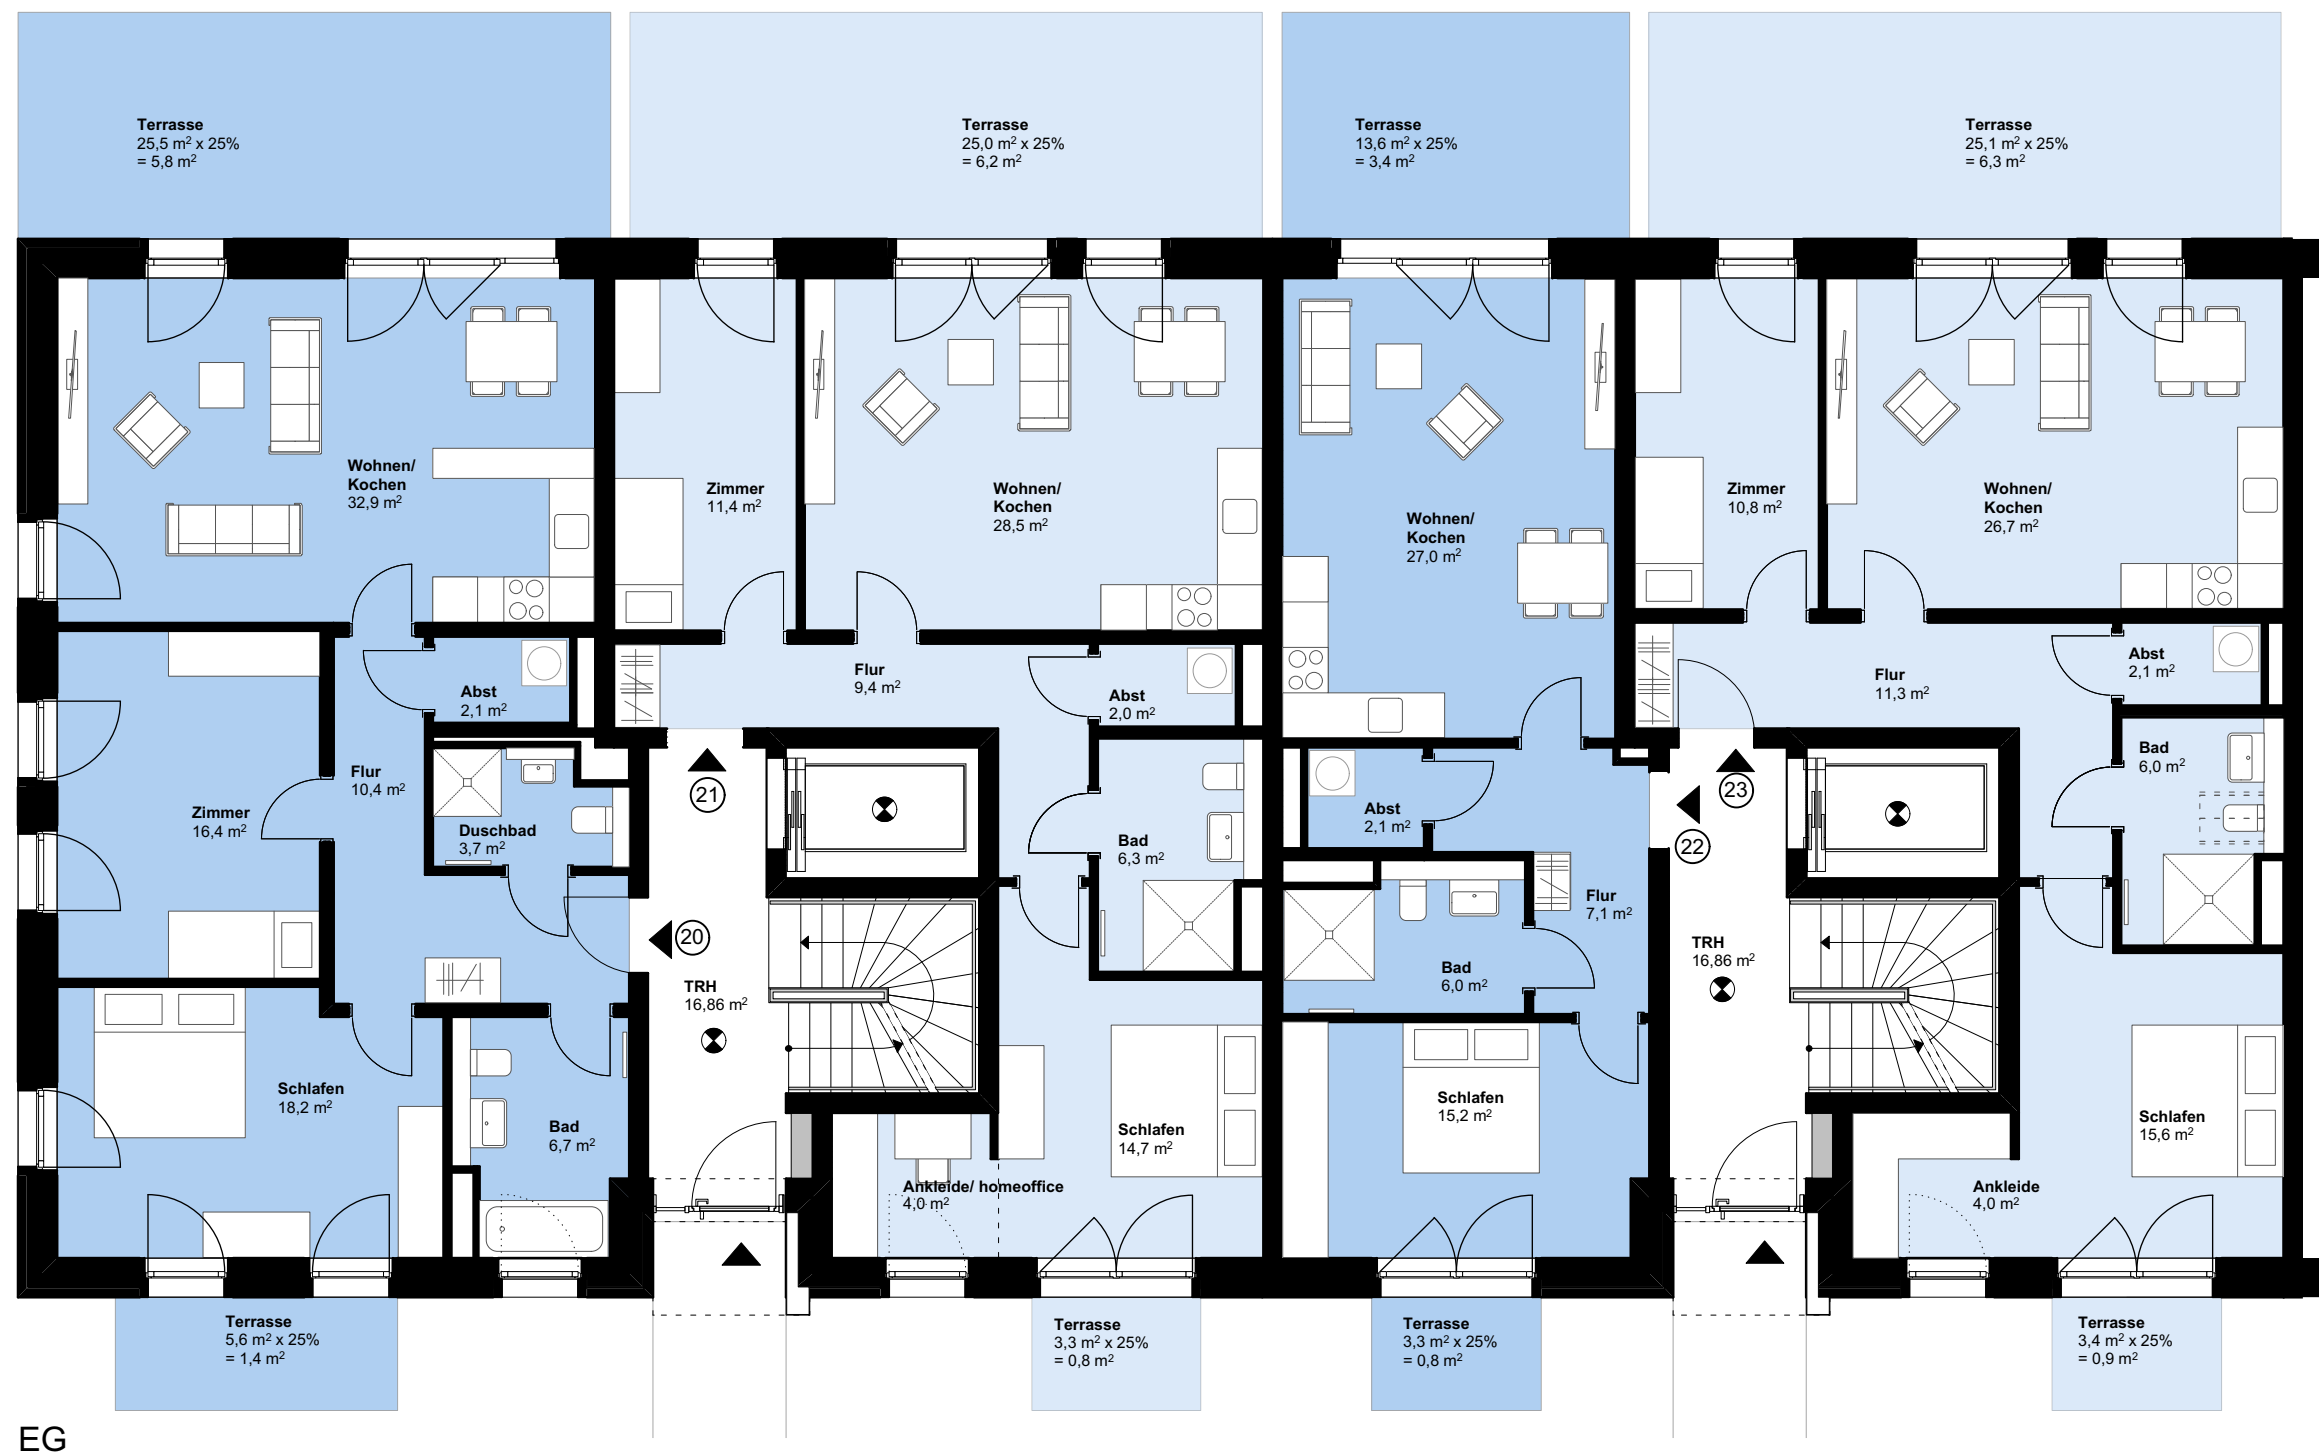 Terrasse
25,5 m² x 25%
= 5,8 m²
Terrasse
25,0 m² x 25%
= 6,2 m²
Terrasse
13,6 m² x 25%
= 3,4 m²
Terrasse
25,1 m² x 25%
= 6,3 m²
Wohnen/
Kochen
32,9 m²
Zimmer
11,4 m²
Wohnen/
Kochen
28,5 m²
Wohnen/
Kochen
27,0 m²
Zimmer
10,8 m²
Wohnen/
Kochen
26,7 m²
Abst
2,1 m²
Flur
9,4 m²
Abst
2,0 m²
Flur
11,3 m²
Abst
2,1 m²
Zimmer
16,4 m²
Flur
10,4 m²
Duschbad
3,7 m²
21
Bad
6,3 m²
Abst
2,1 m²
23
22
Bad
6,0 m²
20
TRH
16,86 m²
Bad
6,0 m²
Flur
7,1 m²
TRH
16,86 m²
Schlafen
18,2 m²
Bad
6,7 m²
Ankleide/ homeoffice
4,0 m²
Schlafen
14,7 m²
Schlafen
15,2 m²
Ankleide
4,0 m²
Schlafen
15,6 m²
Terrasse
5,6 m² x 25%
= 1,4 m²
Terrasse
3,3 m² x 25%
= 0,8 m²
Terrasse
3,3 m² x 25%
= 0,8 m²
Terrasse
3,4 m² x 25%
= 0,9 m²
EG